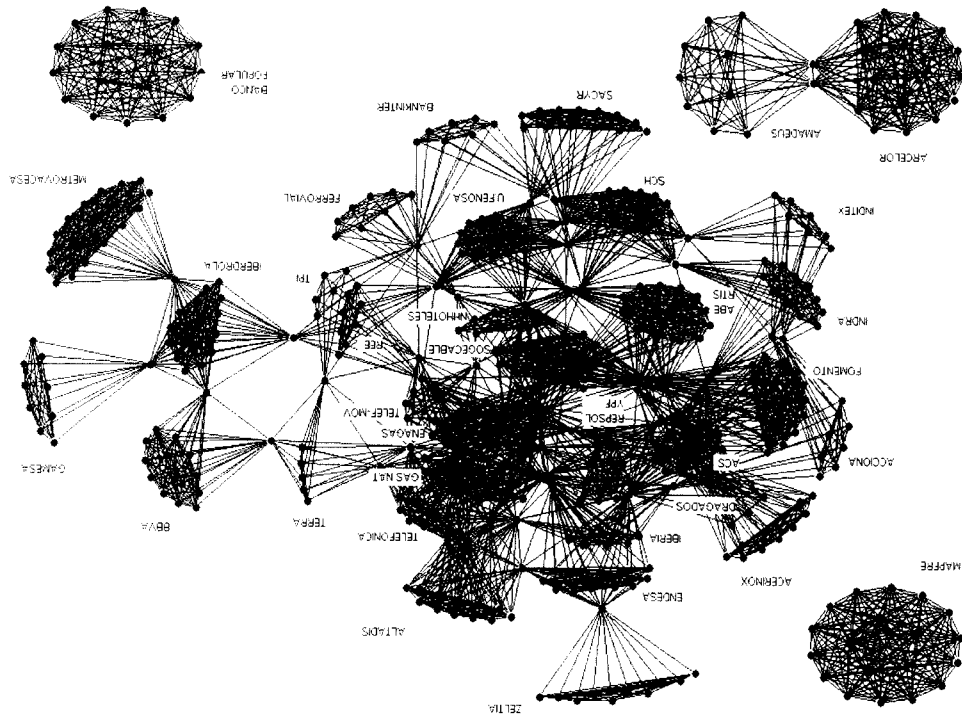 ZELTIA
ALTADIS
ENDESA
ACERINOX
MAPFRE
IBERIA
TELEFONICA
TERRA
BBVA
DRAGADOS
GAS NAT
ACCIONA
GAMESA
ACS
ENAGAS
REPSOL
YPF
TELEF-MOV
FOMENTO
SOGECABLE
REE
INDRA
NHHOTELES
ABE
RTIS
TPI
IBERDROLA
INDITEX
FERROVIAL
U.FENOSA
SCH
METROVACESA
ARCELOR
AMADEUS
BANKINTER
SACYR
BANCO
POPULAR